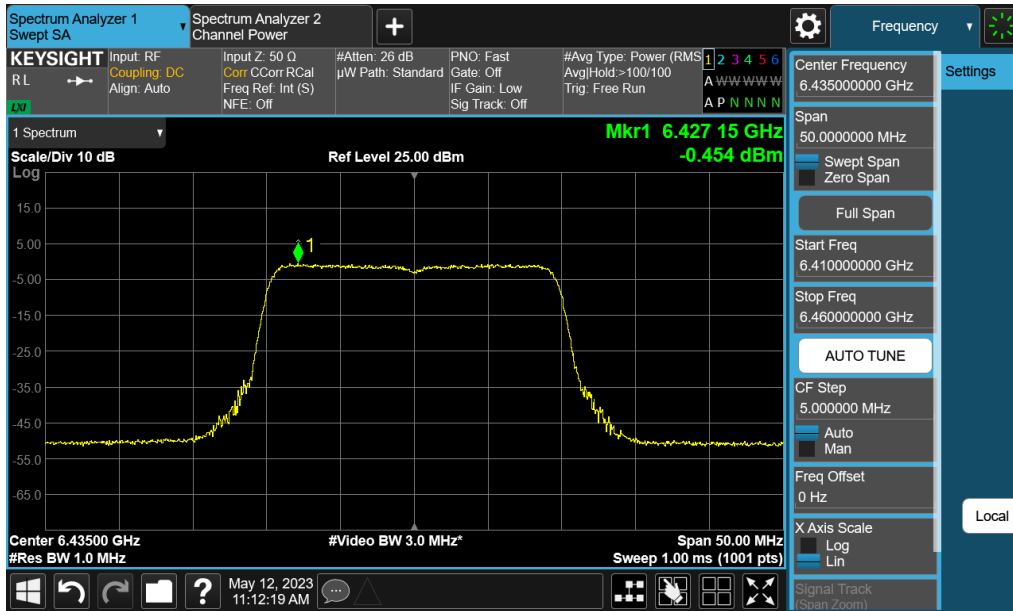 Spectrum Analyzer 1
Swept SA
Spectrum Analyzer 2
Channel Power
+
Frequency
KEYSIGHT
R L
LXI
Input: RF
Coupling: DC
Align: Auto
Input Z: 50 Ω
Corr CCorr RCal
Freq Ref: Int (S)
NFE: Off
#Atten: 26 dB
µW Path: Standard
PNO: Fast
Gate: Off
IF Gain: Low
Sig Track: Off
#Avg Type: Power (RMS
Avg|Hold:>100/100
Trig: Free Run
1 2 3 4 5 6
A W W W W W
A P N N N N
1 Spectrum
Scale/Div 10 dB
Log
Ref Level 25.00 dBm
Mkr1 6.427 15 GHz
-0.454 dBm
15.0
5.00
-5.00
-15.0
-25.0
-35.0
-45.0
-55.0
-65.0
1
Center 6.43500 GHz
#Res BW 1.0 MHz
#Video BW 3.0 MHz*
Span 50.00 MHz
Sweep 1.00 ms (1001 pts)
Center Frequency
6.435000000 GHz
Span
50.0000000 MHz
Swept Span
Zero Span
Full Span
Start Freq
6.410000000 GHz
Stop Freq
6.460000000 GHz
AUTO TUNE
CF Step
5.000000 MHz
Auto
Man
Freq Offset
0 Hz
X Axis Scale
Log
Lin
Signal Track
(Span Zoom)
Settings
Local
?
May 12, 2023
11:12:19 AM